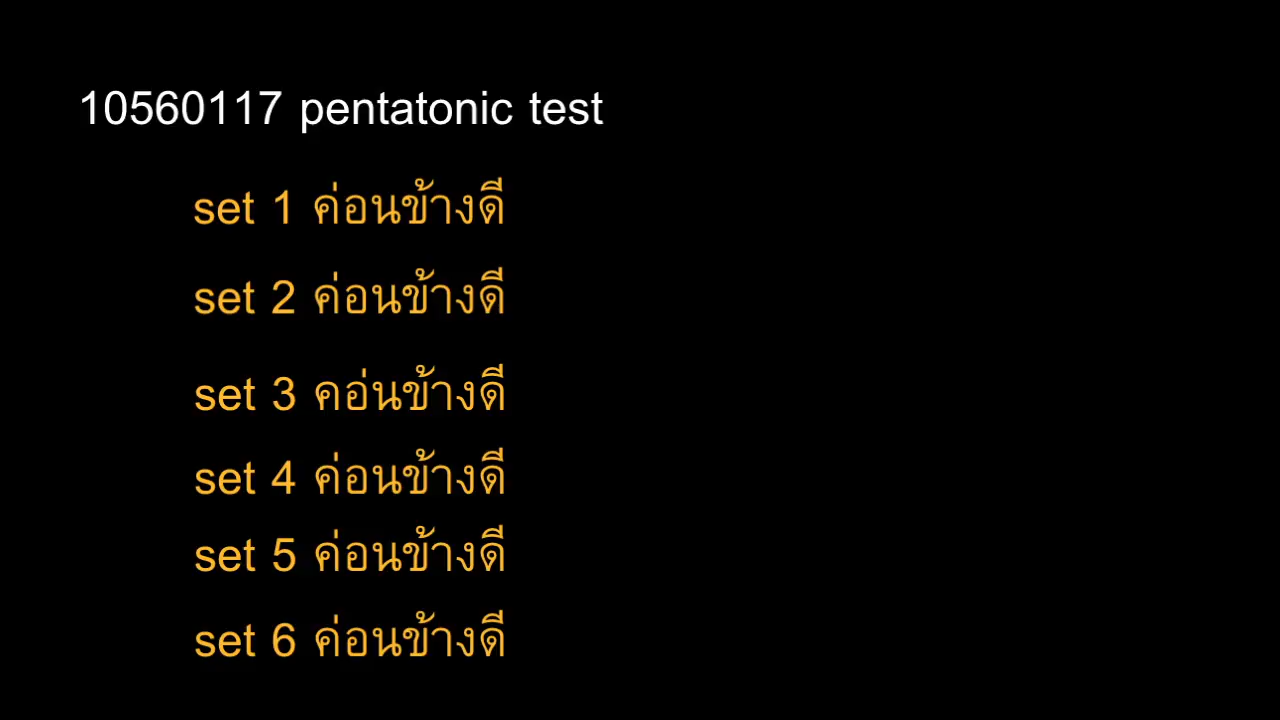 10560117 pentatonic test
set 1 ค่อนข้างดี
set 2 ค่อนข้างดี
set 3 คอ่นข้างดี
set 4 ค่อนข้างดี
set 5 ค่อนข้างดี
set 6 ค่อนข้างดี